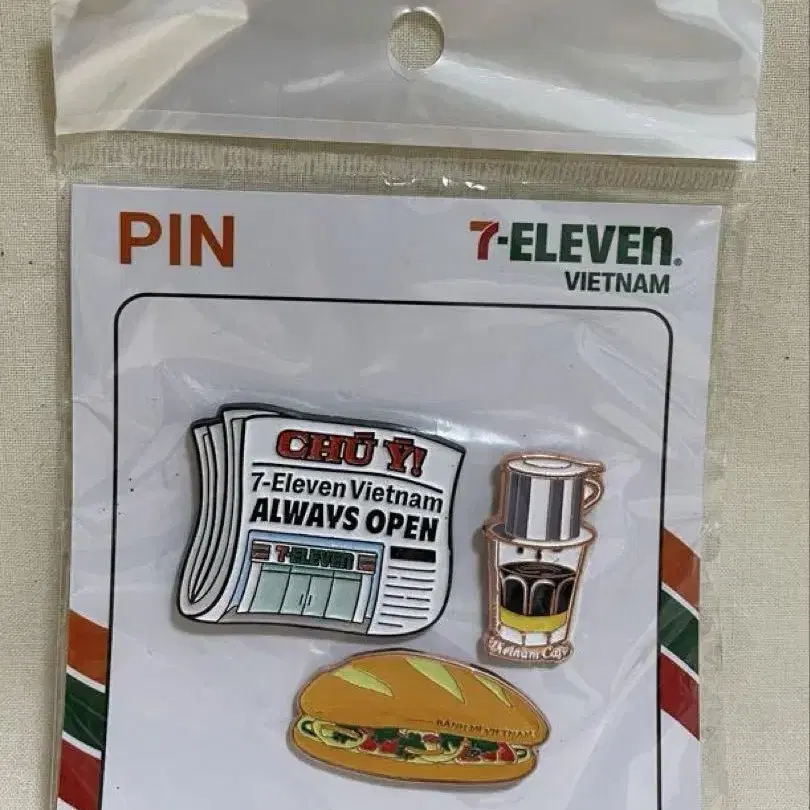 PIN
7-ELEVEn®
VIETNAM
CHÚ Ý!
7-Eleven Vietnam
ALWAYS OPEN
7-ELEVEn
Vietnam Cafe
BÁNH MÌ VIETNAM